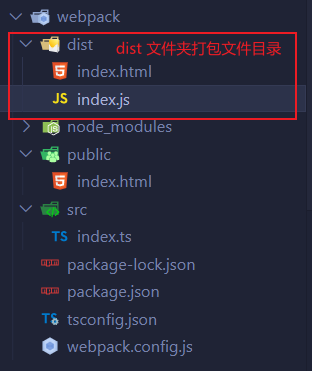 webpack
dist dist 文件夹打包文件目录
index.html
JS index.js
node_modules
public
index.html
src
TS index.ts
package-lock.json
package.json
tsconfig.json
webpack.config.js